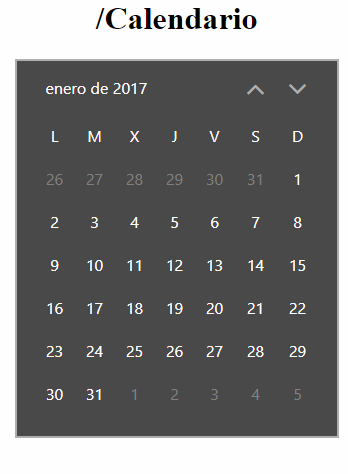 /Calendario
enero de 2017
L M X J V S D
26 27 28 29 30 31 1
2 3 4 5 6 7 8
9 10 11 12 13 14 15
16 17 18 19 20 21 22
23 24 25 26 27 28 29
30 31 1 2 3 4 5